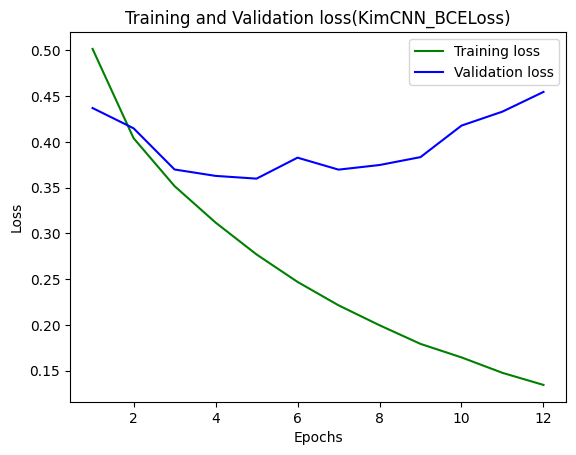 Training and Validation loss(KimCNN_BCELoss)
Training loss
Validation loss
Loss
0.50
0.45
0.40
0.35
0.30
0.25
0.20
0.15
2 4 6 8 10 12
Epochs